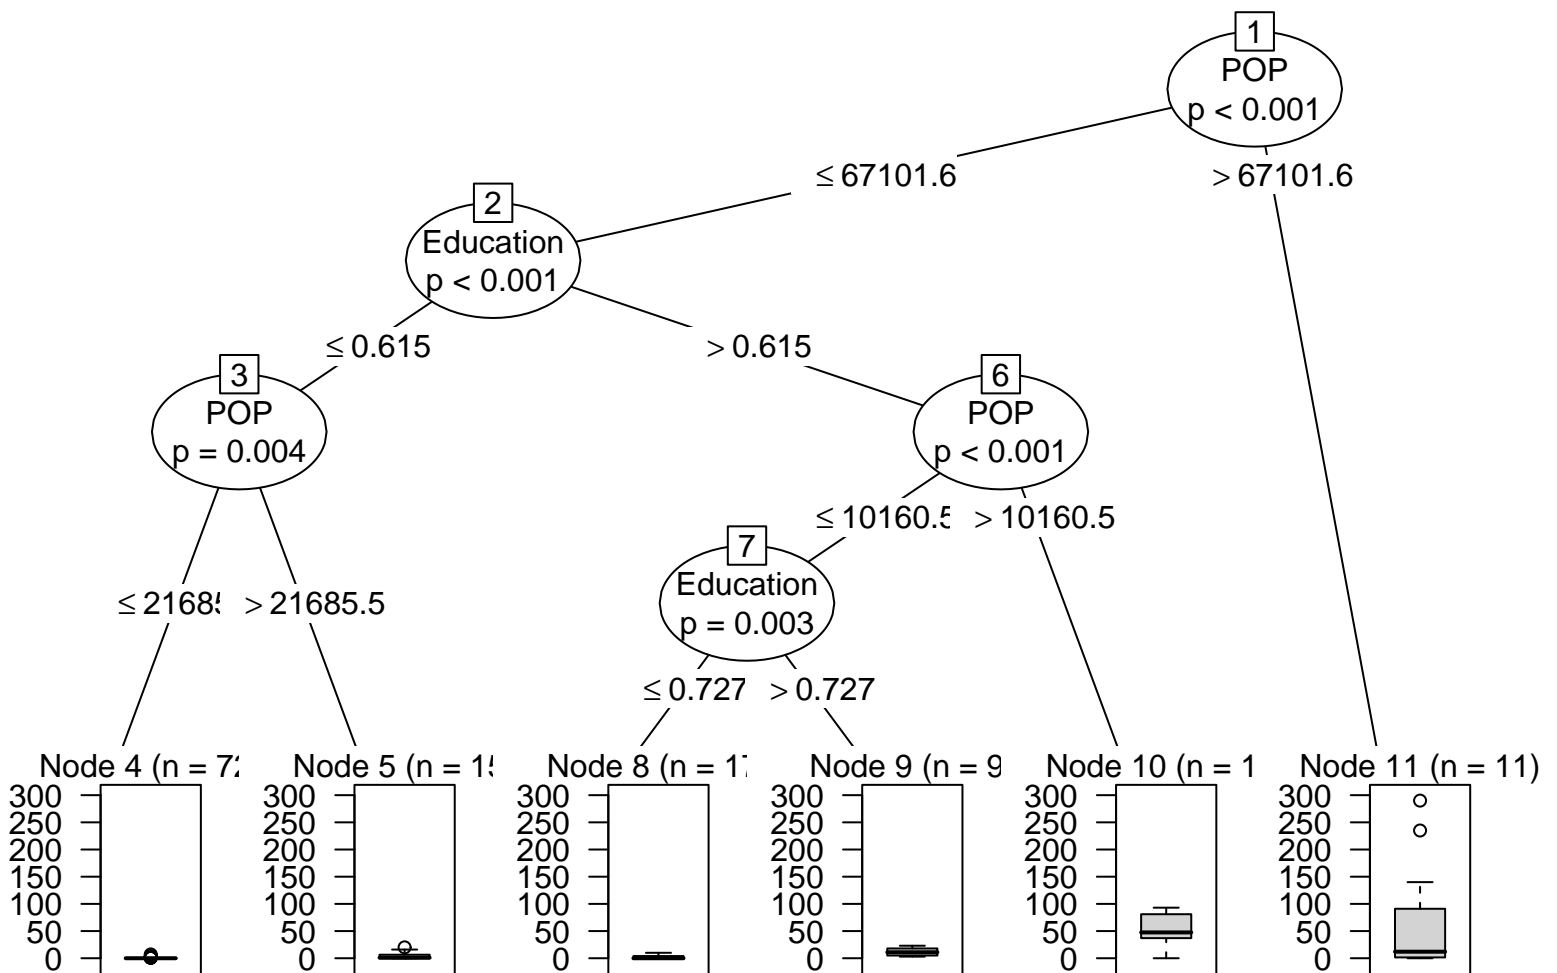 1
POP
p < 0.001
≤ 67101.6
> 67101.6
2
Education
p < 0.001
≤ 0.615
> 0.615
3
POP
p = 0.004
6
POP
p < 0.001
≤ 10160.5
> 10160.5
7
Education
p = 0.003
≤ 21685
> 21685.5
≤ 0.727
> 0.727
Node 4 (n = 72
Node 5 (n = 15
Node 8 (n = 17
Node 9 (n = 9
Node 10 (n = 1
Node 11 (n = 11)
300 300 300 300 300 300
250 250 250 250 250 250
200 200 200 200 200 200
150 150 150 150 150 150
100 100 100 100 100 100
50 50 50 50 50 50
0 0 0 0 0 0